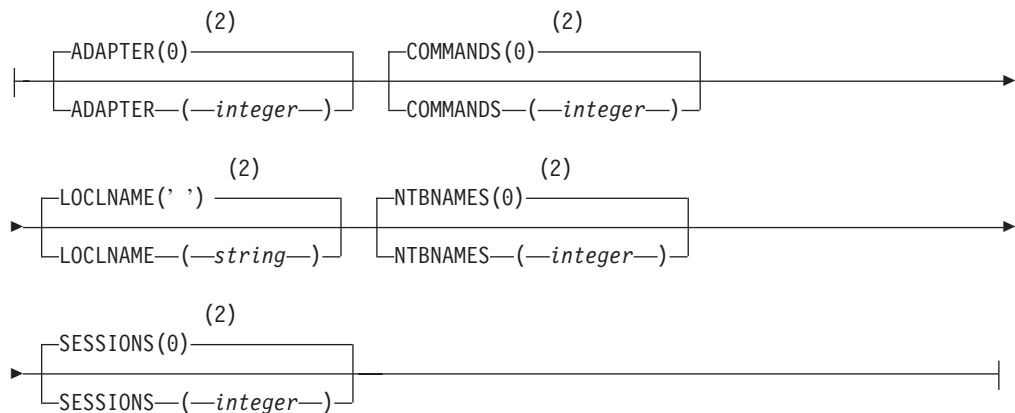 (2) (2)
ADAPTER(0) COMMANDS(0)
ADAPTER (integer) COMMANDS (integer)
(2) (2)
LOCLNAME(’ ’) NTBNAMES(0)
LOCLNAME (string) NTBNAMES (integer)
(2)
SESSIONS(0)
SESSIONS (integer)